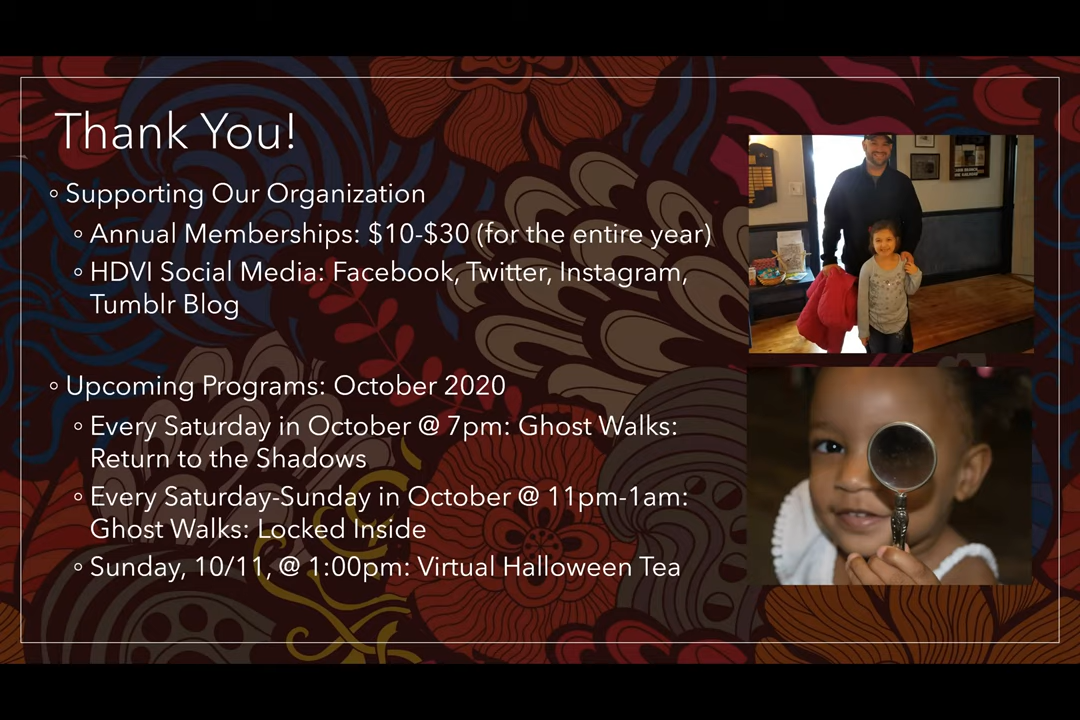 Thank You!
Supporting Our Organization
Annual Memberships: $10-$30 (for the entire year)
HDVI Social Media: Facebook, Twitter, Instagram,
Tumblr Blog
Upcoming Programs: October 2020
Every Saturday in October @ 7pm: Ghost Walks:
Return to the Shadows
Every Saturday-Sunday in October @ 11pm-1am:
Ghost Walks: Locked Inside
Sunday, 10/11, @ 1:00pm: Virtual Halloween Tea